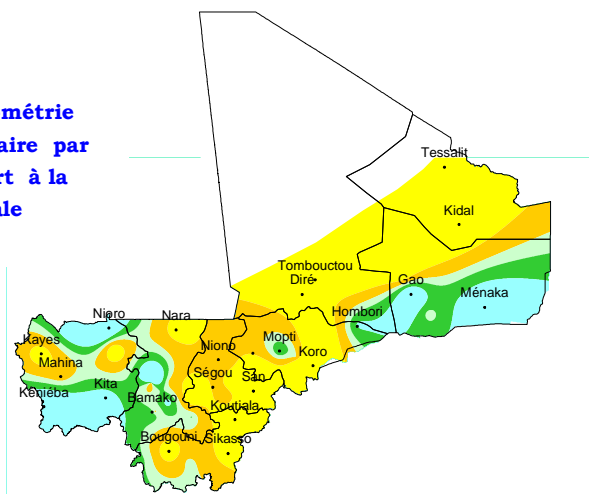 métrie
aire par
rt à la
ale
Tessalit
Kidal
Tombouctou
Diré
Gao
Ménaka
Hombori
Nioro
Nara
Mopti
Kayes
Niono
Koro
Mahina
Ségou
San
Kéniéba
Kita
Bamako
Koutiala
Bougouni
Sikasso